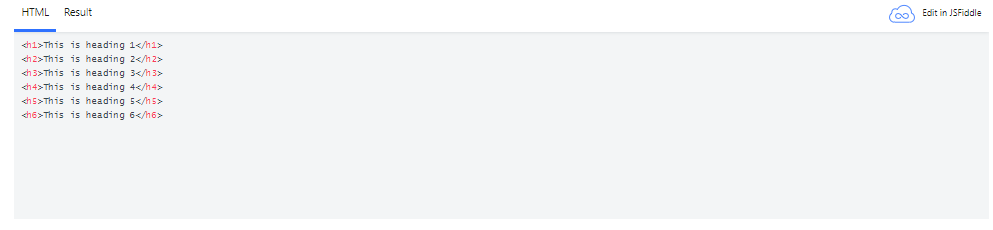 HTML Result Edit in JSFiddle
<h1>This is heading 1</h1>
<h2>This is heading 2</h2>
<h3>This is heading 3</h3>
<h4>This is heading 4</h4>
<h5>This is heading 5</h5>
<h6>This is heading 6</h6>